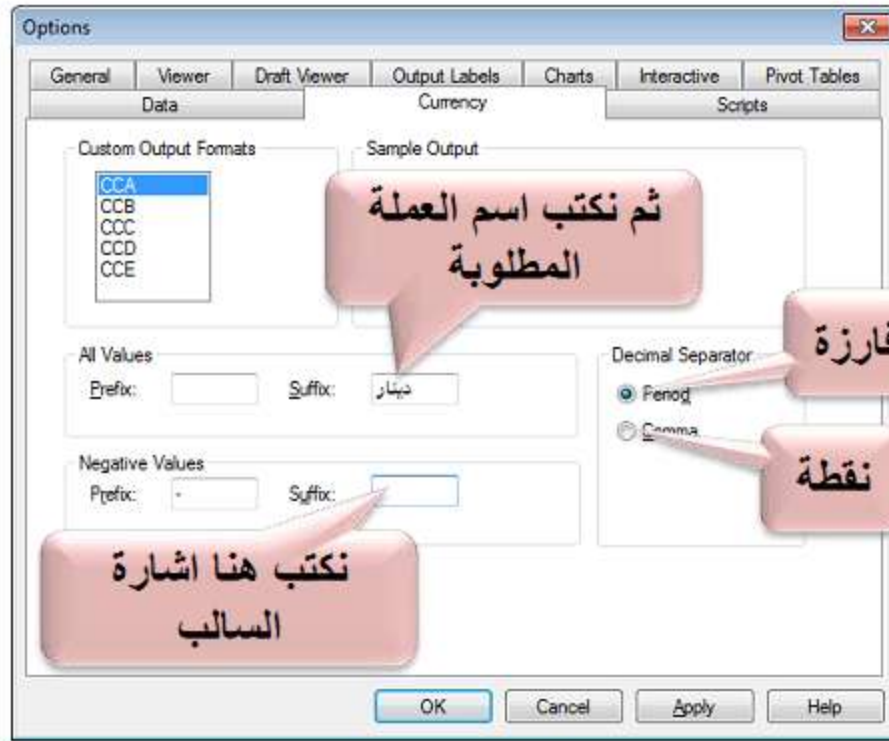 Options
General Viewer Draft Viewer Output Labels Charts Interactive Pivot Tables
Data Currency Scripts
Custom Output Formats
CCA
CCB
CCC
CCD
CCE
Sample Output
ثم نكتب اسم العملة
المطلوبة
All Values
Prefix: Suffix: دينار
Decimal Separator
فارزة
Period
Comma
نقطة
Negative Values
Prefix: - Suffix:
نكتب هنا اشارة
السالب
OK Cancel Apply Help